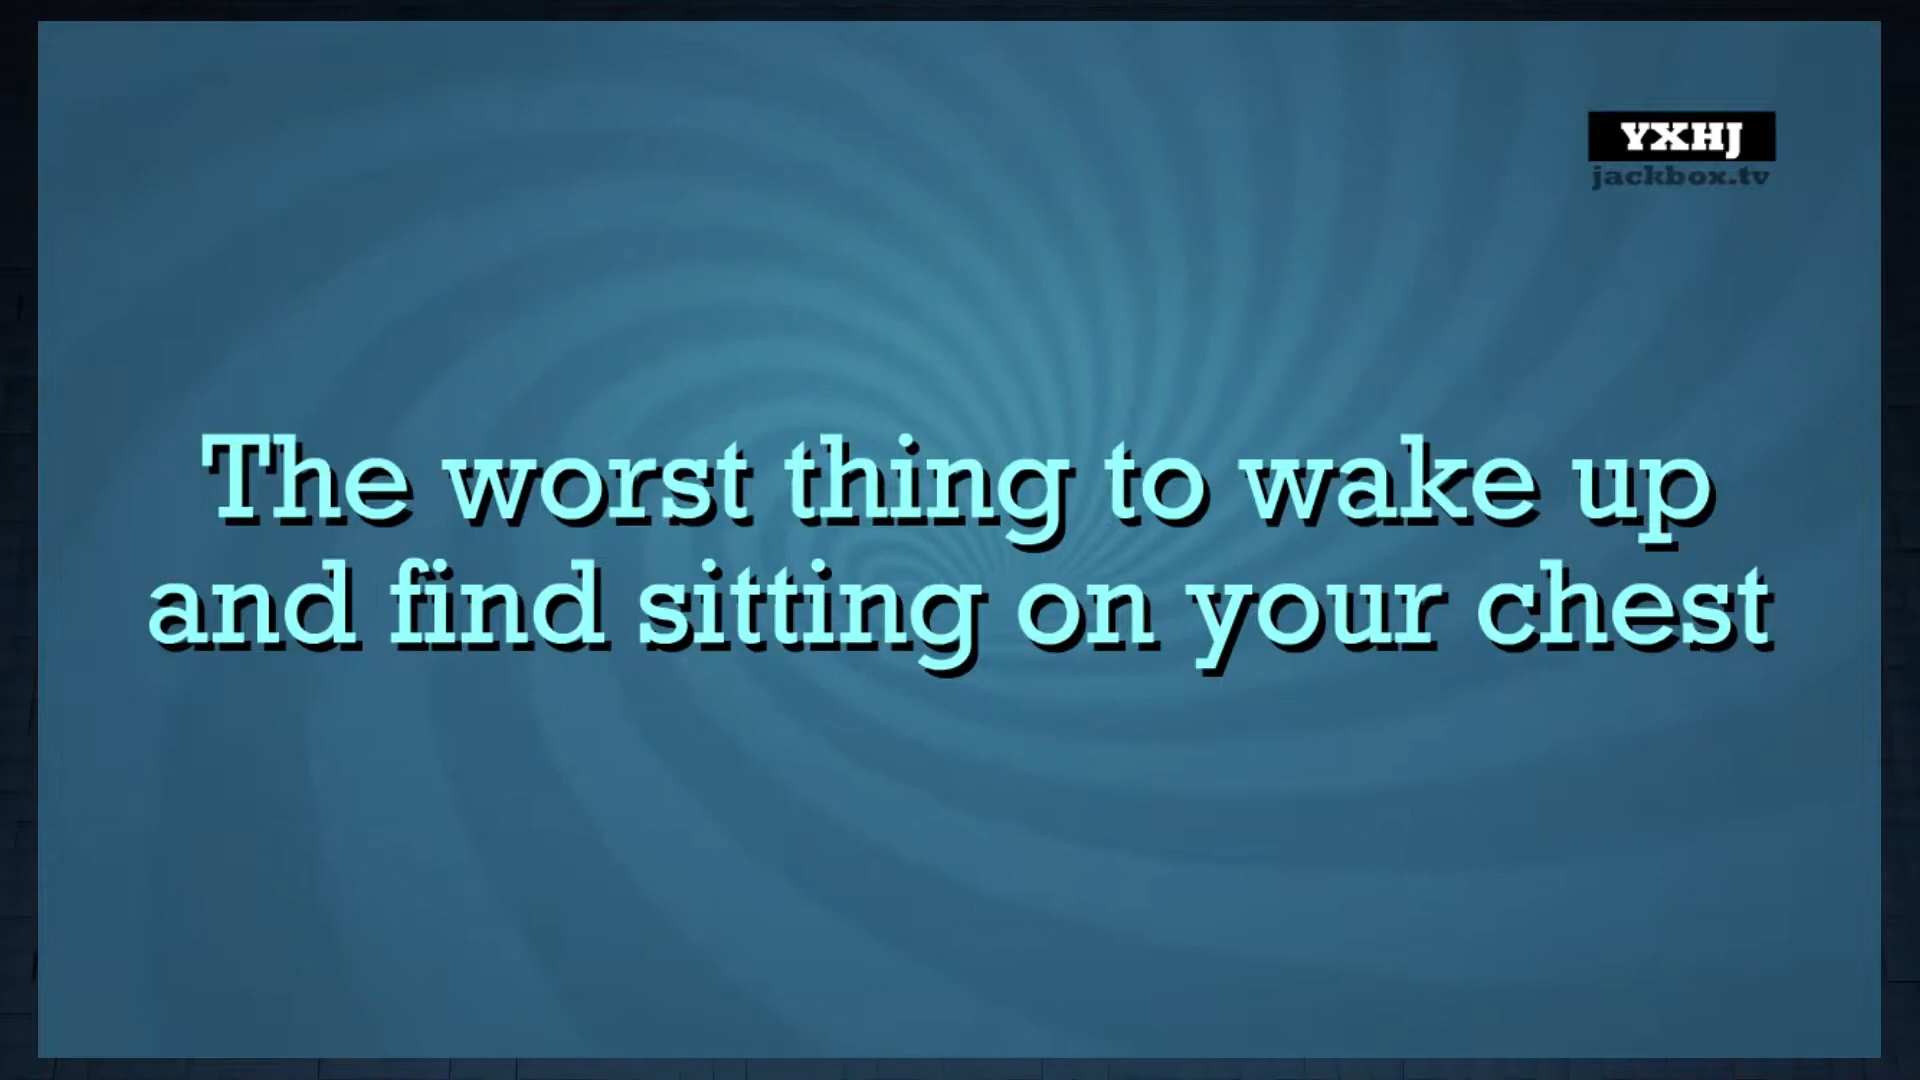 YXHJ
jackbox.tv
The worst thing to wake up
and find sitting on your chest